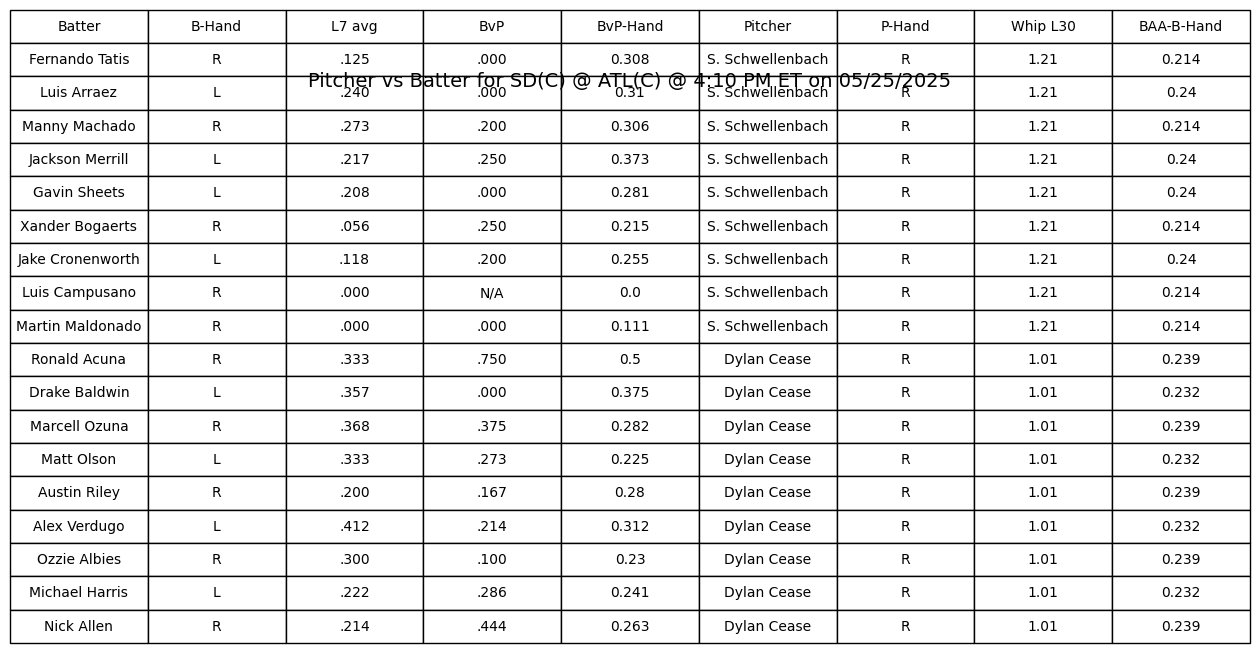 Batter B-Hand L7 avg BvP BvP-Hand Pitcher P-Hand Whip L30 BAA-B-Hand
Fernando Tatis R .125 .000 0.308 S. Schwellenbach R 1.21 0.214
Pitcher vs Batter for SD(C) @ ATL(C) @ 4:10 PM ET on 05/25/2025
Luis Arraez L .240 .000 0.31 S. Schwellenbach R 1.21 0.24
Manny Machado R .273 .200 0.306 S. Schwellenbach R 1.21 0.214
Jackson Merrill L .217 .250 0.373 S. Schwellenbach R 1.21 0.24
Gavin Sheets L .208 .000 0.281 S. Schwellenbach R 1.21 0.24
Xander Bogaerts R .056 .250 0.215 S. Schwellenbach R 1.21 0.214
Jake Cronenworth L .118 .200 0.255 S. Schwellenbach R 1.21 0.24
Luis Campusano R .000 N/A 0.0 S. Schwellenbach R 1.21 0.214
Martin Maldonado R .000 .000 0.111 S. Schwellenbach R 1.21 0.214
Ronald Acuna R .333 .750 0.5 Dylan Cease R 1.01 0.239
Drake Baldwin L .357 .000 0.375 Dylan Cease R 1.01 0.232
Marcell Ozuna R .368 .375 0.282 Dylan Cease R 1.01 0.239
Matt Olson L .333 .273 0.225 Dylan Cease R 1.01 0.232
Austin Riley R .200 .167 0.28 Dylan Cease R 1.01 0.239
Alex Verdugo L .412 .214 0.312 Dylan Cease R 1.01 0.232
Ozzie Albies R .300 .100 0.23 Dylan Cease R 1.01 0.239
Michael Harris L .222 .286 0.241 Dylan Cease R 1.01 0.232
Nick Allen R .214 .444 0.263 Dylan Cease R 1.01 0.239